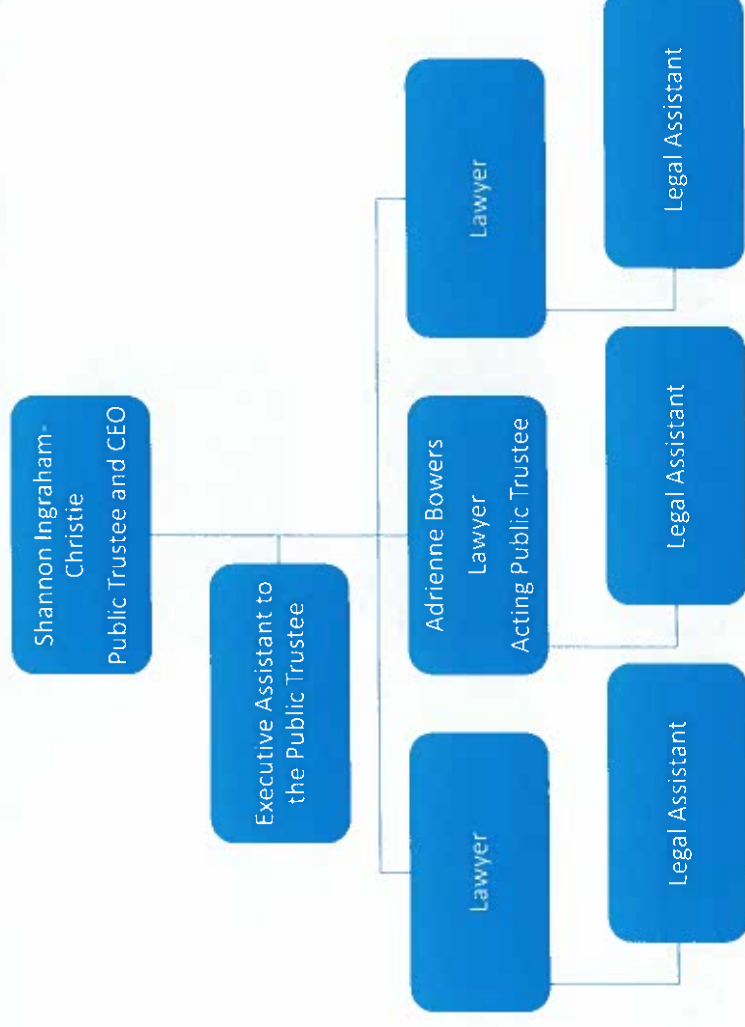 Shannon Ingraham-
Christie
Public Trustee and CEO
Executive Assistant to
the Public Trustee
Lawyer
Adrienne Bowers
Lawyer
Acting Public Trustee
Lawyer
Legal Assistant
Legal Assistant
Legal Assistant